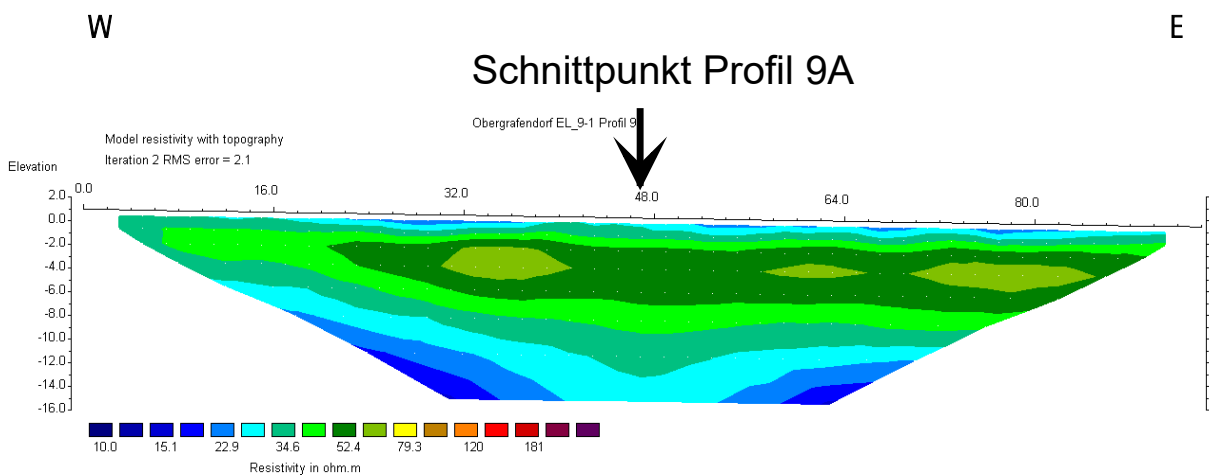 W E
Schnittpunkt Profil 9A
Obergrafendorf EL_9-1 Profil 9
Model resistivity with topography
Iteration 2 RMS error = 2.1
Elevation
0.0 16.0 32.0 48.0 64.0 80.0
2.0
0.0
-2.0
-4.0
-6.0
-8.0
-10.0
-12.0
-14.0
-16.0
10.0 15.1 22.9 34.6 52.4 79.3 120 181
Resistivity in ohm.m